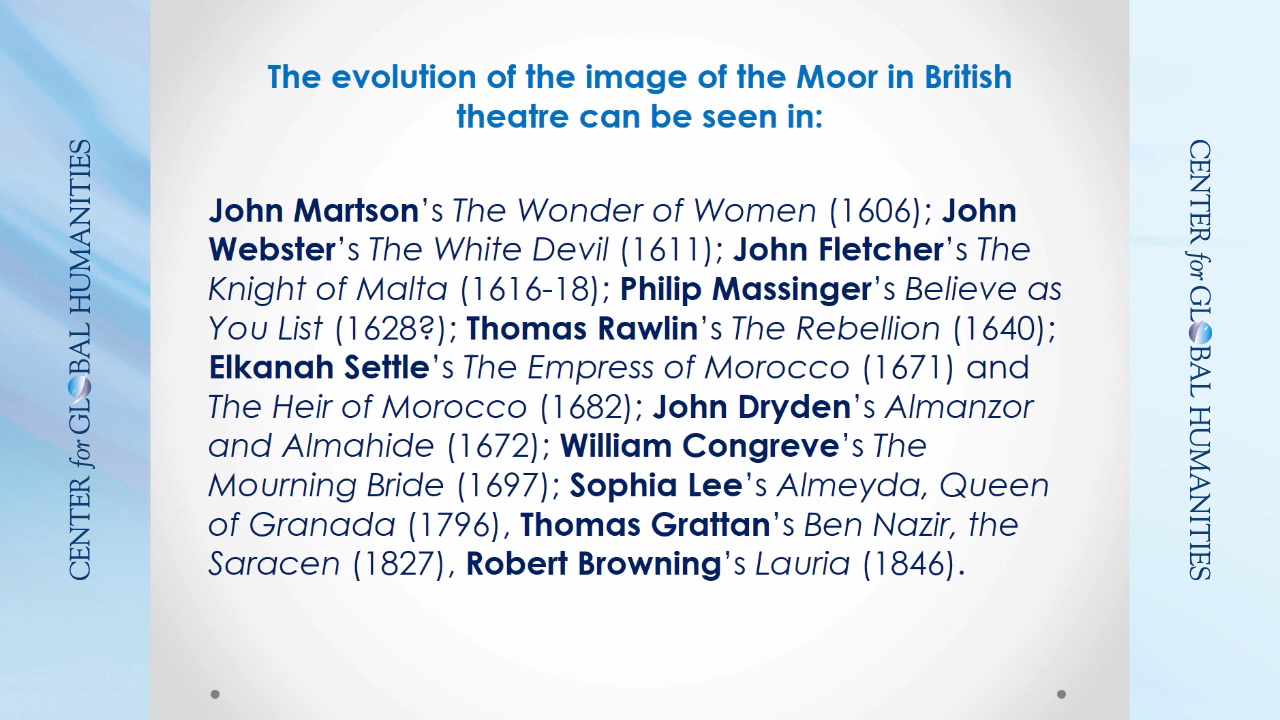 The evolution of the image of the Moor in British
theatre can be seen in:
John Martson's The Wonder of Women (1606); John
Webster's The White Devil (1611); John Fletcher's The
Knight of Malta (1616-18); Philip Massinger's Believe as
You List (1628?); Thomas Rawlin's The Rebellion (1640);
Elkanah Settle's The Empress of Morocco (1671) and
The Heir of Morocco (1682); John Dryden's Almanzor
and Almahide (1672); William Congreve's The
Mourning Bride (1697); Sophia Lee's Almeyda, Queen
of Granada (1796), Thomas Grattan's Ben Nazir, the
Saracen (1827), Robert Browning's Lauria (1846).
CENTER for GLOBAL HUMANITIES
CENTER for GLOBAL HUMANITIES